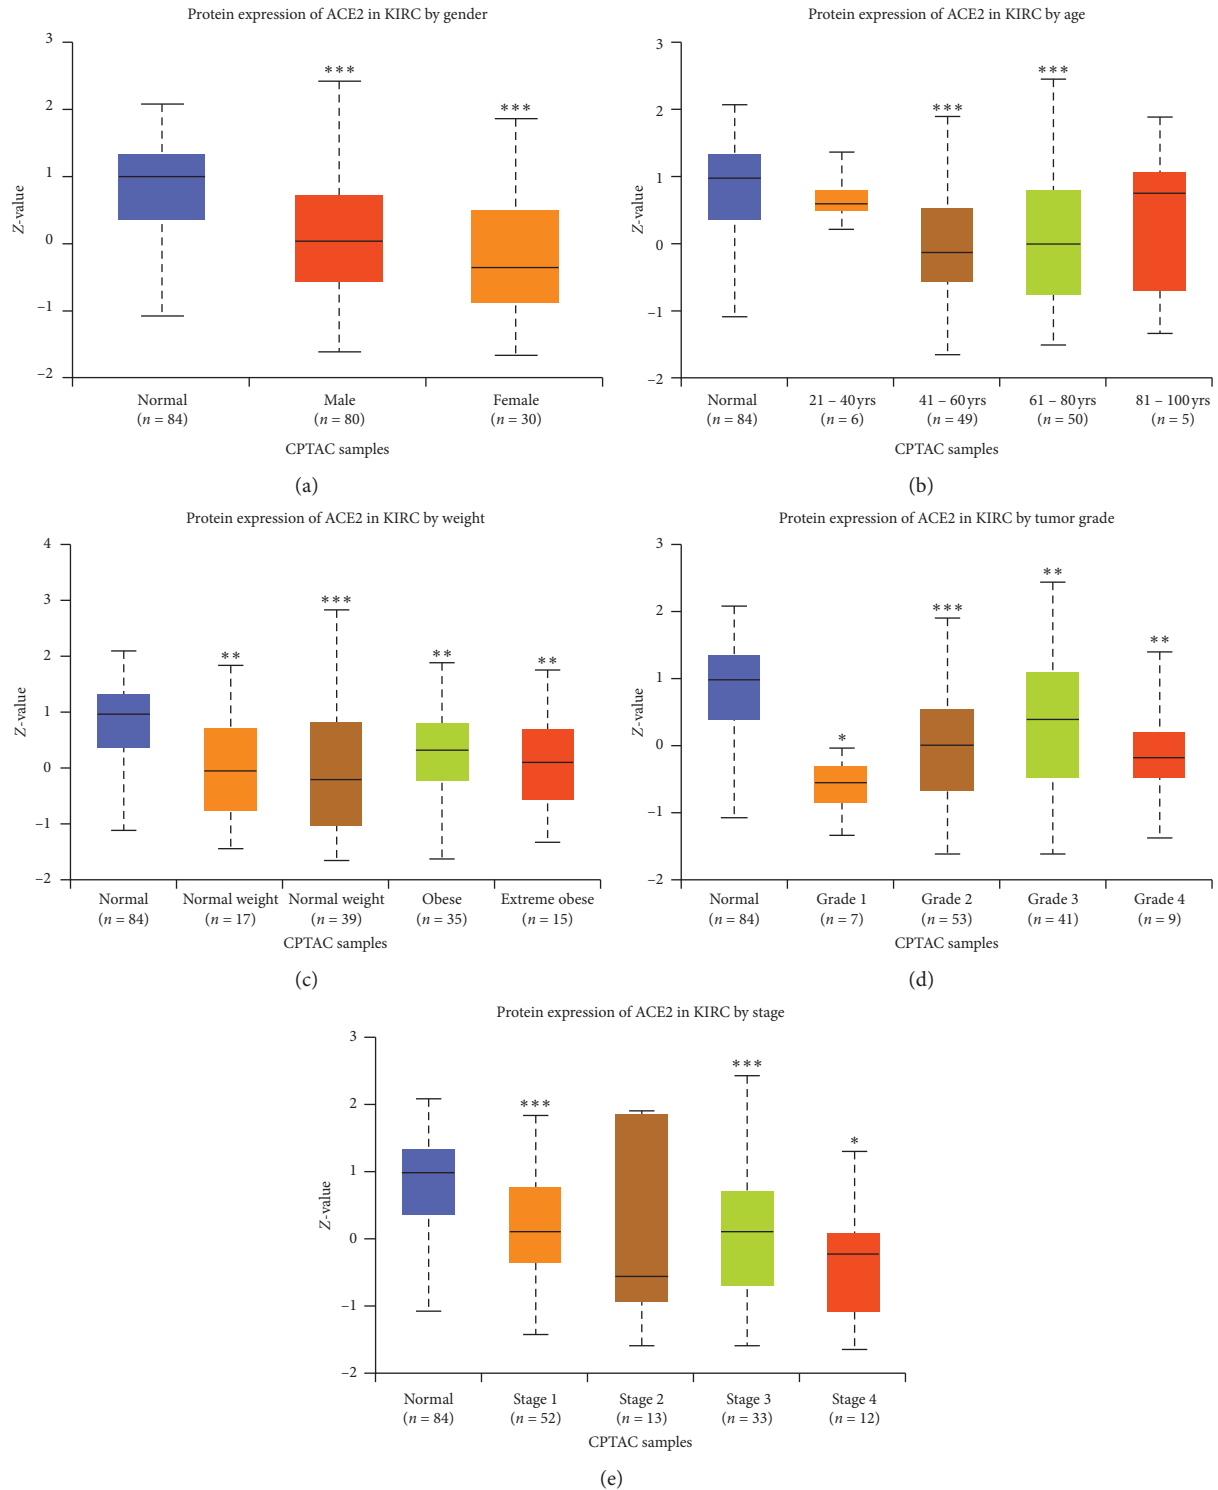 Protein expression of ACE2 in KIRC by gender
3
2
1
0
–1
–2
Z-value
***
***
Normal
(n = 84)
Male
(n = 80)
Female
(n = 30)
CPTAC samples
(a)
Protein expression of ACE2 in KIRC by age
3
2
1
0
–1
–2
Z-value
***
***
Normal
(n = 84)
21 – 40 yrs
(n = 6)
41 – 60 yrs
(n = 49)
61 – 80 yrs
(n = 50)
81 – 100 yrs
(n = 5)
CPTAC samples
(b)
Protein expression of ACE2 in KIRC by weight
4
3
2
1
0
–1
–2
Z-value
**
***
**
**
Normal
(n = 84)
Normal weight
(n = 17)
Normal weight
(n = 39)
Obese
(n = 35)
Extreme obese
(n = 15)
CPTAC samples
(c)
Protein expression of ACE2 in KIRC by tumor grade
3
2
1
0
–1
–2
Z-value
*
***
**
**
Normal
(n = 84)
Grade 1
(n = 7)
Grade 2
(n = 53)
Grade 3
(n = 41)
Grade 4
(n = 9)
CPTAC samples
(d)
Protein expression of ACE2 in KIRC by stage
3
2
1
0
–1
–2
Z-value
***
***
*
Normal
(n = 84)
Stage 1
(n = 52)
Stage 2
(n = 13)
Stage 3
(n = 33)
Stage 4
(n = 12)
CPTAC samples
(e)